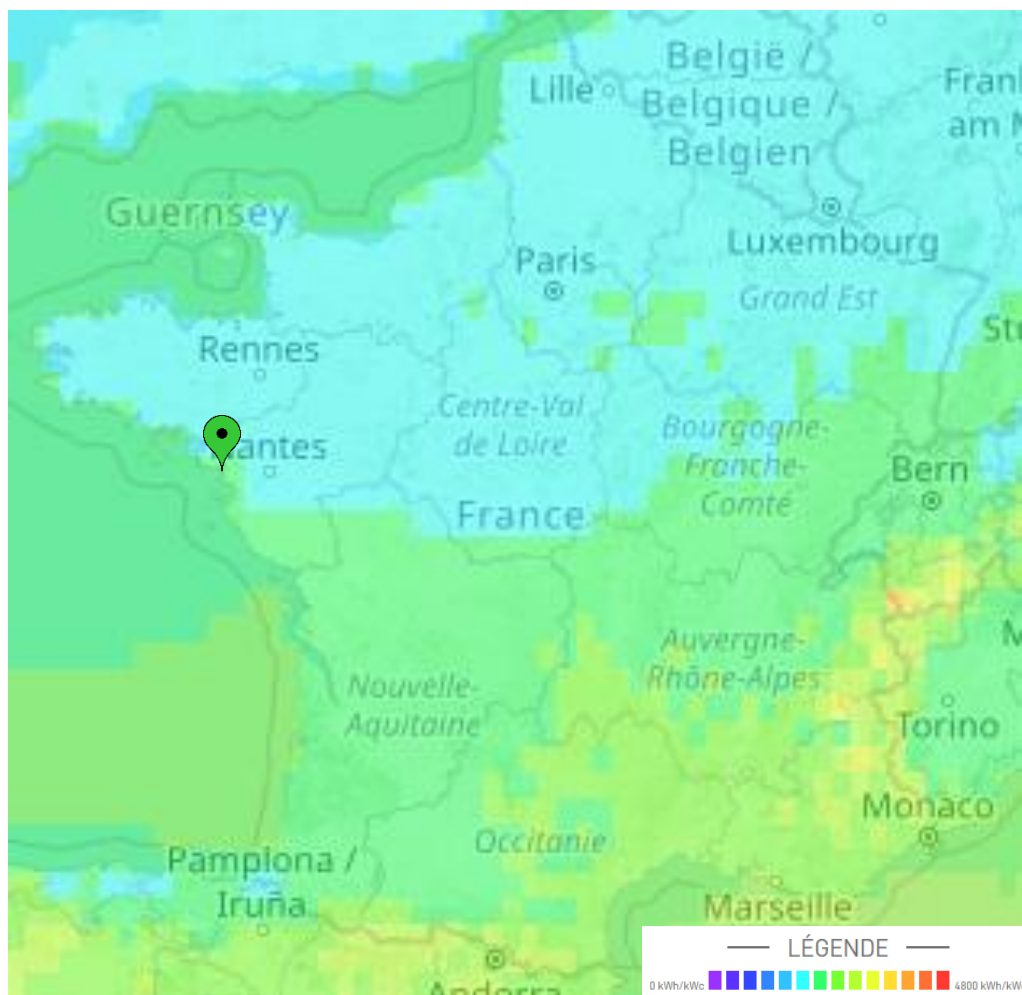 België /
Lille
Belgique /
Belgien
Guernsey
Luxembourg
Paris
Grand Est
Rennes
Centre-Val
de Loire
Bourgogne-
Franche-
Comté
Bern
France
Auvergne-
Rhône-Alpes
Nouvelle-
Aquitaine
Torino
Monaco
Occitanie
Pamplona /
Iruña
Marseille
LÉGENDE
0 kWh/kWc